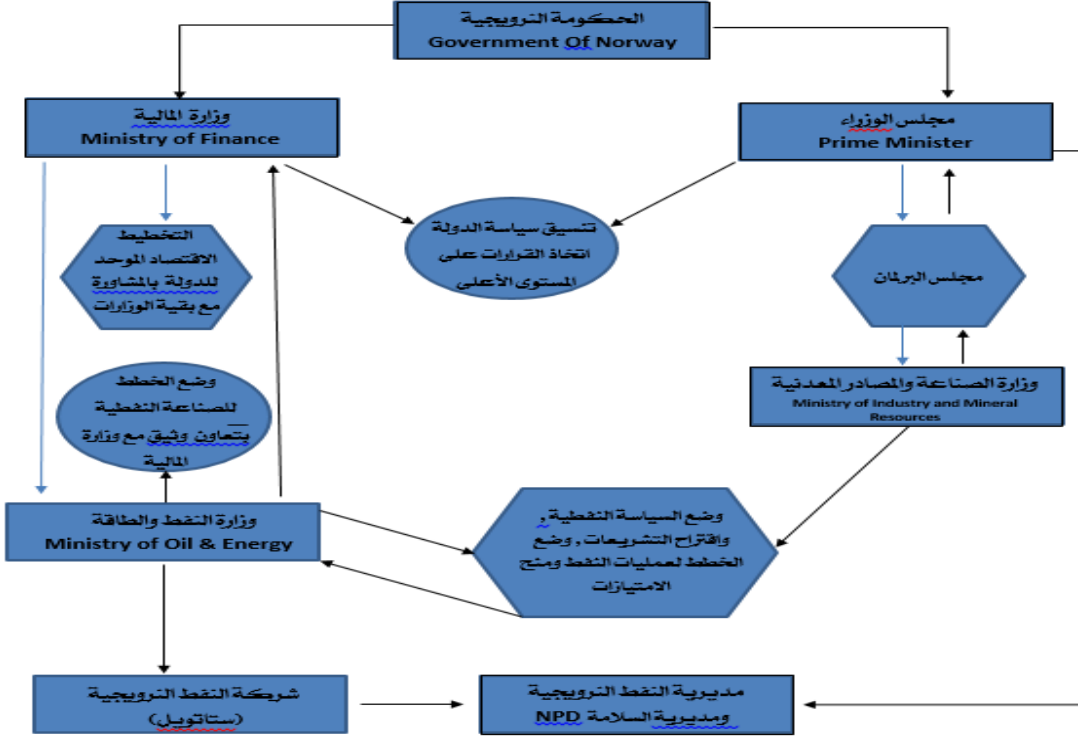 الحكومة النرويجية
Government Of Norway
وزارة المالية
Ministry of Finance
مجلس الوزراء
Prime Minister
تنسيق سياسة الدولة
اتخاذ القرارات على
المستوى الأعلى
التخطيط
الاقتصاد الموحد
للدولة بالمشاورة
مع بقية الوزارات
مجلس البرلمان
وضع الخطط
للصناعة النفطية
بتعاون وثيق مع وزارة
المالية
وزارة الصناعة والمصادر المعدنية
Ministry of Industry and Mineral
Resources
وزارة النفط والطاقة
Ministry of Oil & Energy
وضع السياسة النفطية ,
واقتراح التشريعات , وضع
الخطط لعمليات النفط ومنح
الامتيازات
شركة النفط النرويجية
(ستاتويل)
مديرية النفط النرويجية
ومديرية السلامة NPD